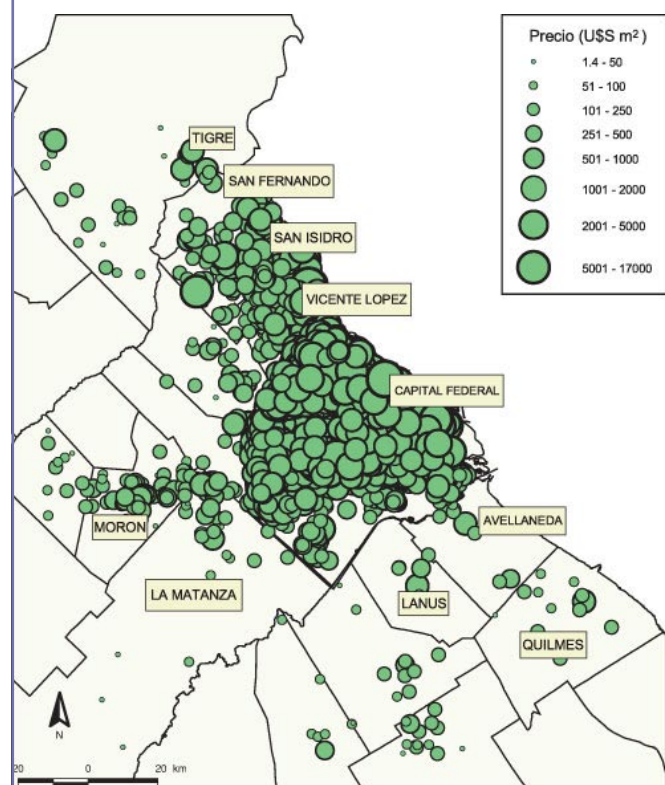 Precio (U$S m²)
1.4 - 50
51 - 100
101 - 250
251 - 500
501 - 1000
1001 - 2000
2001 - 5000
5001 - 17000
TIGRE
SAN FERNANDO
SAN ISIDRO
VICENTE LOPEZ
CAPITAL FEDERAL
AVELLANEDA
MORON
LA MATANZA
LANUS
QUILMES
N
20 0 20 km